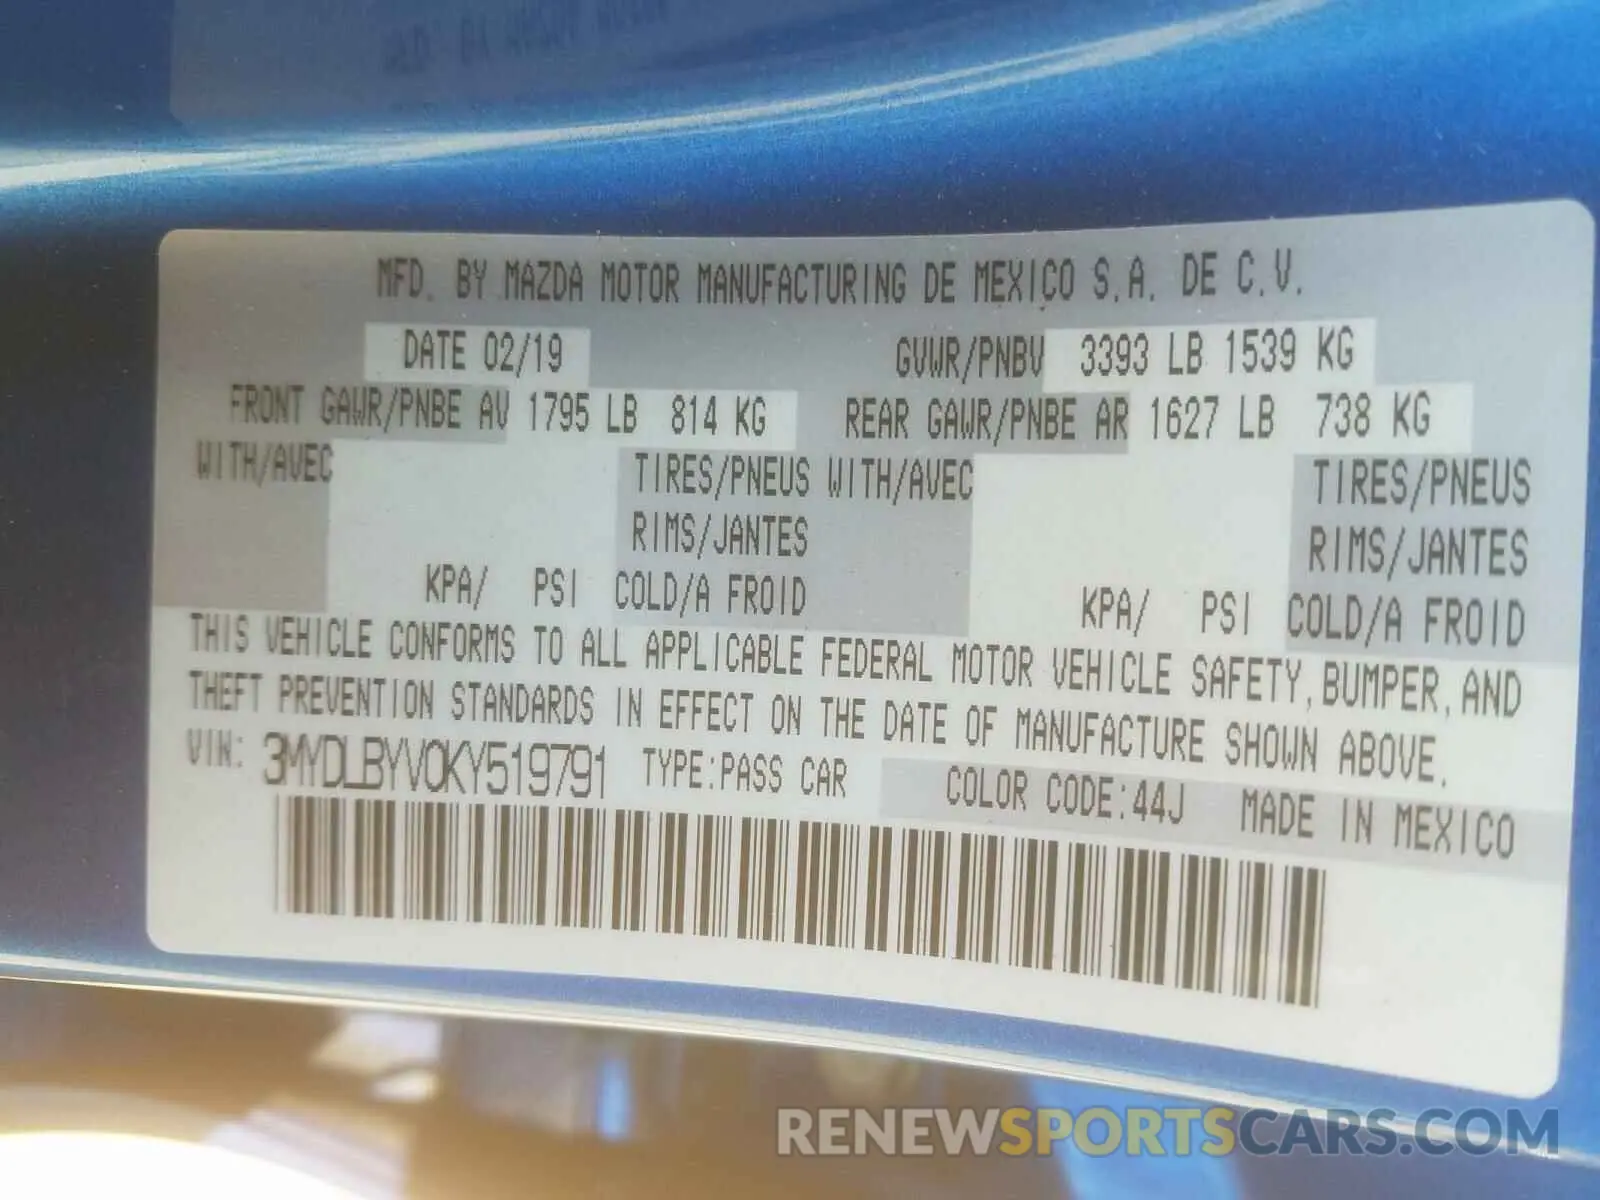 MFD. BY MAZDA MOTOR MANUFACTURING DE MEXICO S.A. DE C.V.
DATE 02/19 GVWR/PNBV 3393 LB 1539 KG
FRONT GAWR/PNBE AV 1795 LB 814 KG REAR GAWR/PNBE AR 1627 LB 738 KG
WITH/AVEC TIRES/PNEUS WITH/AVEC TIRES/PNEUS
RIMS/JANTES RIMS/JANTES
KPA/ PSI COLD/A FROID KPA/ PSI COLD/A FROID
THIS VEHICLE CONFORMS TO ALL APPLICABLE FEDERAL MOTOR VEHICLE SAFETY, BUMPER, AND
THEFT PREVENTION STANDARDS IN EFFECT ON THE DATE OF MANUFACTURE SHOWN ABOVE.
VIN: 3MYDLBYV0KY519791 TYPE:PASS CAR COLOR CODE:44J MADE IN MEXICO
RENEWSPORTSCARS.COM